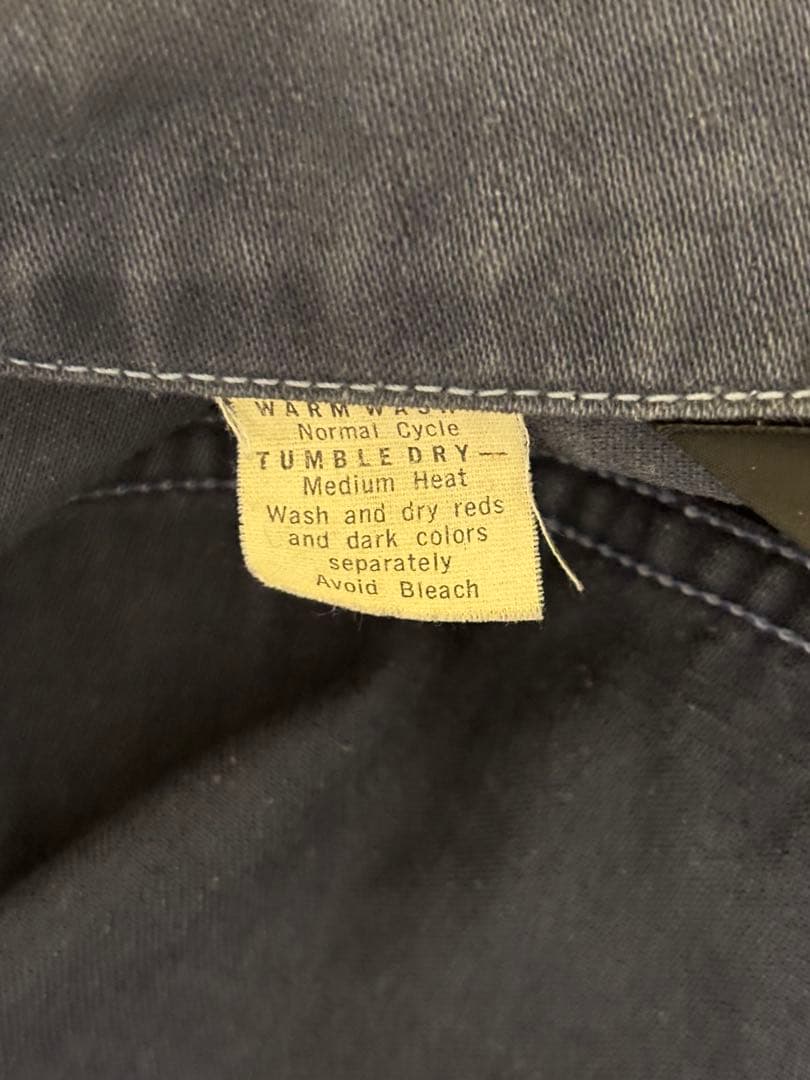 WARM WASH
Normal Cycle
TUMBLE DRY—
Medium Heat
Wash and dry reds
and dark colors
separately
Avoid Bleach